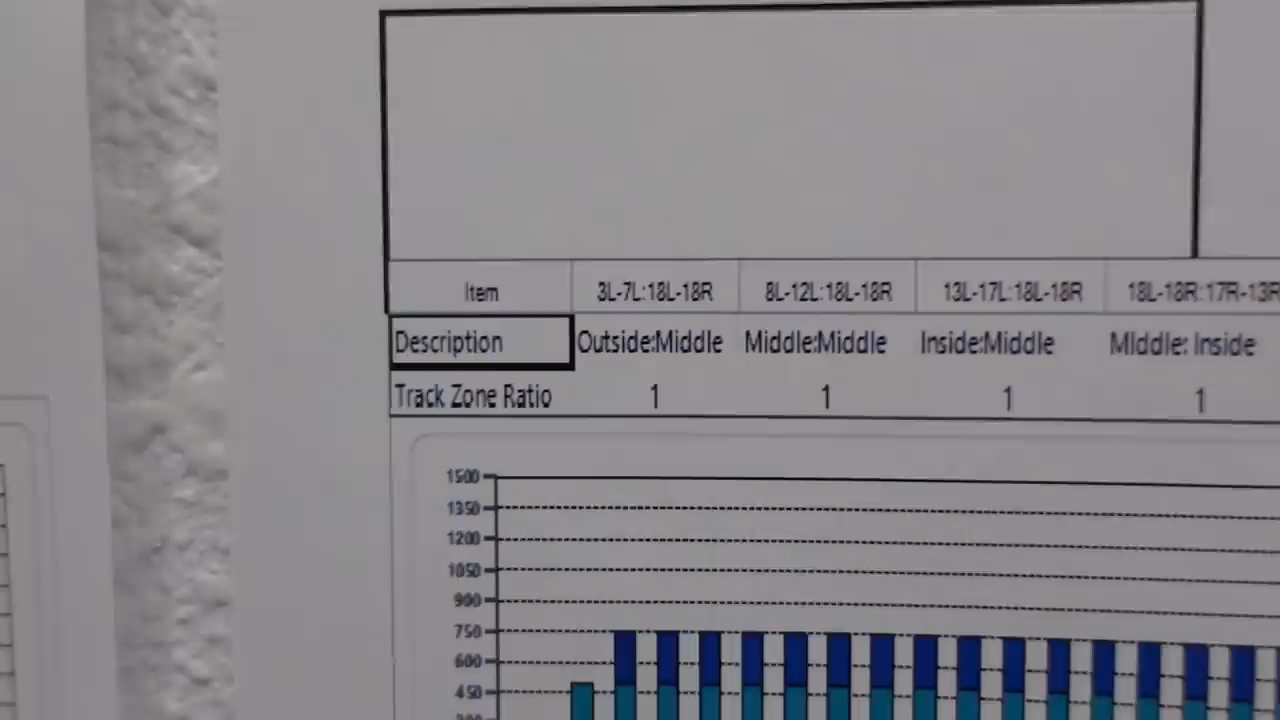 Item 3L-7L:18L-18R 8L-12L:18L-18R 13L-17L:18L-18R 18L-18R:17R-13R
Description Outside:Middle Middle:Middle Inside:Middle MIddle: Inside
Track Zone Ratio 1 1 1 1
1500
1350
1200
1050
900
750
600
450